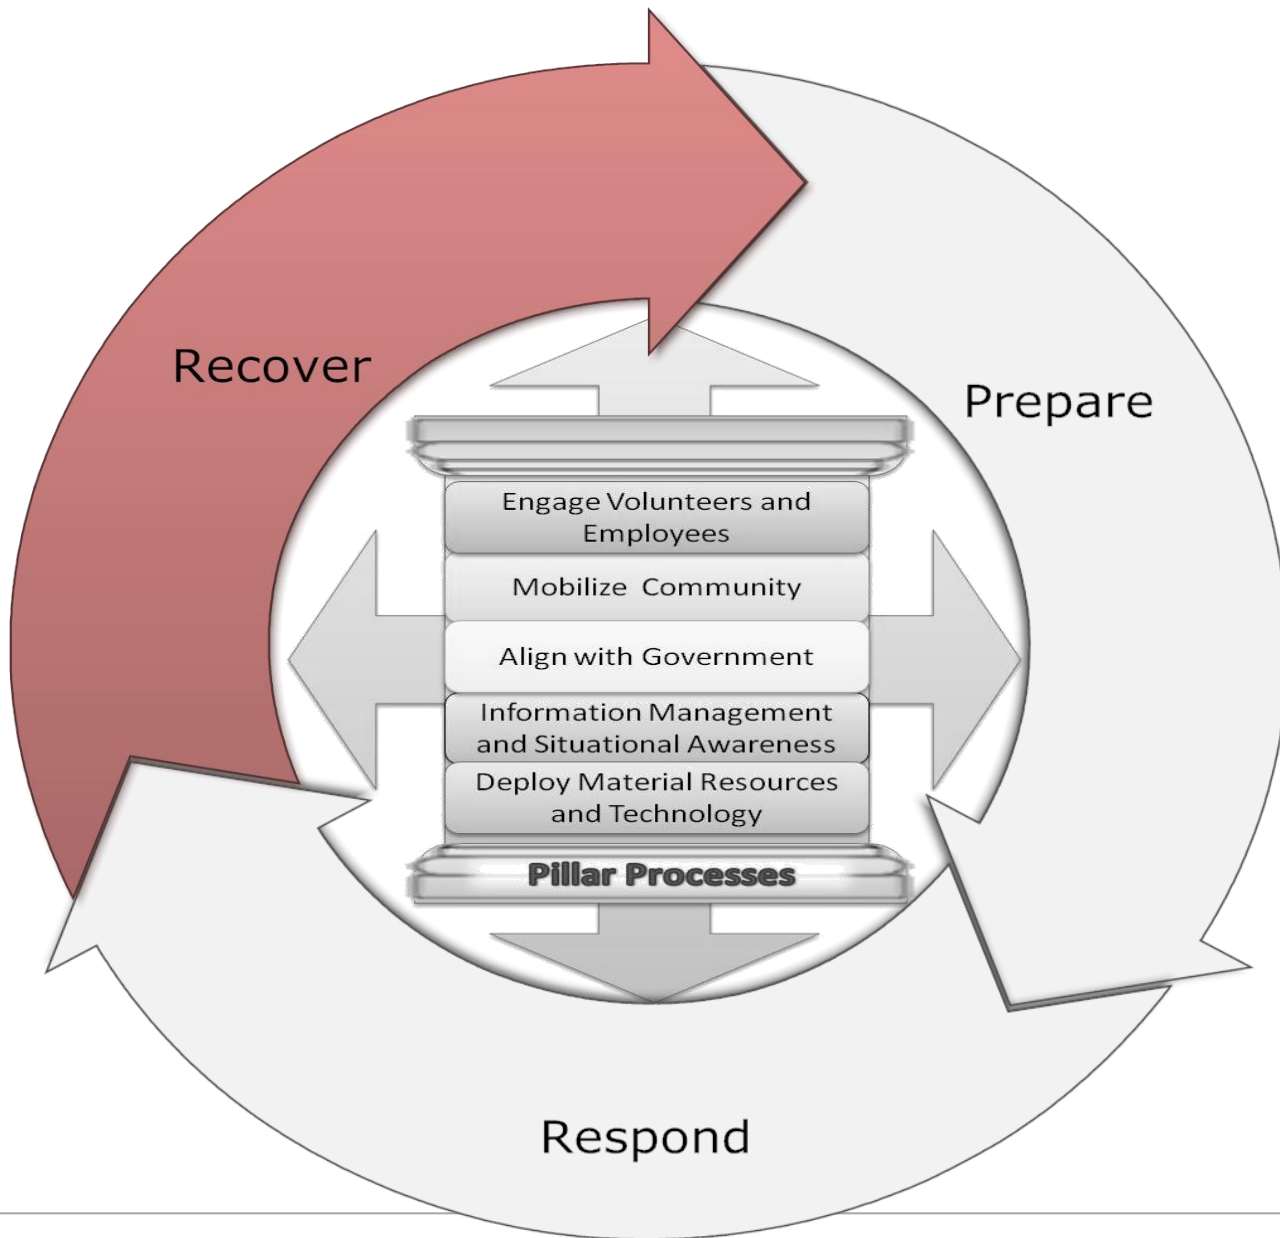 Recover
Prepare
Engage Volunteers and
Employees
Mobilize Community
Align with Government
Information Management
and Situational Awareness
Deploy Material Resources
and Technology
Pillar Processes
Respond